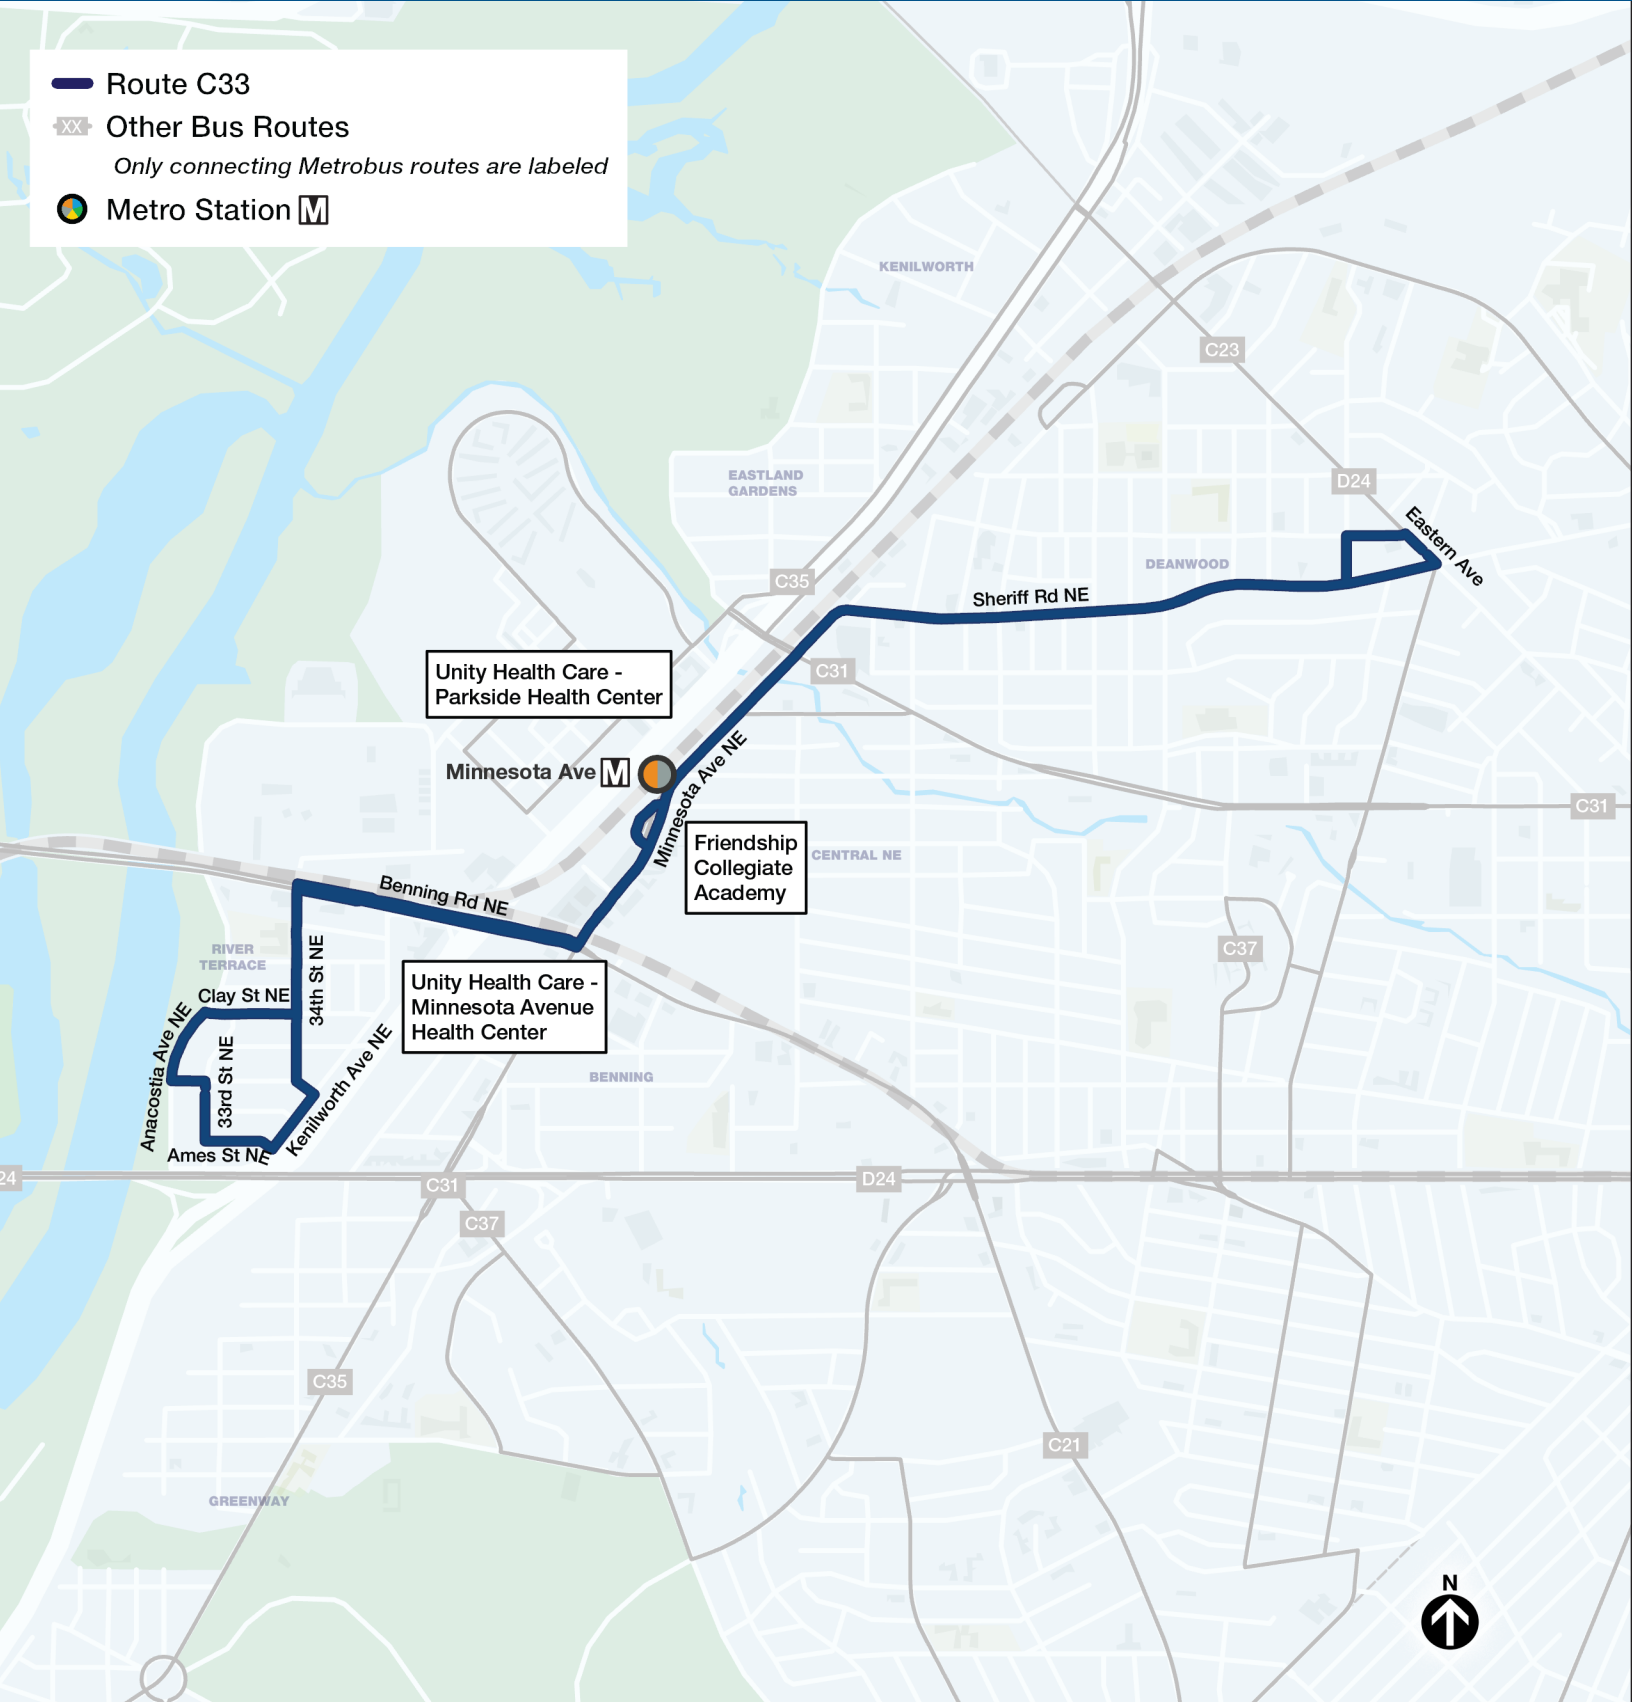 Route C33
XX Other Bus Routes
Only connecting Metrobus routes are labeled
Metro Station M
KENILWORTH
C23
EASTLAND
GARDENS
D24
Eastern Ave
DEANWOOD
C35
Sheriff Rd NE
C31
Unity Health Care -
Parkside Health Center
Minnesota Ave M
Minnesota Ave NE
C31
Friendship
Collegiate
Academy
CENTRAL NE
Benning Rd NE
C37
RIVER
TERRACE
34th St NE
Clay St NE
Unity Health Care -
Minnesota Avenue
Health Center
Anacostia Ave NE
33rd St NE
Kenilworth Ave NE
BENNING
Ames St NE
24
C31
D24
C37
C35
C21
GREENWAY
N